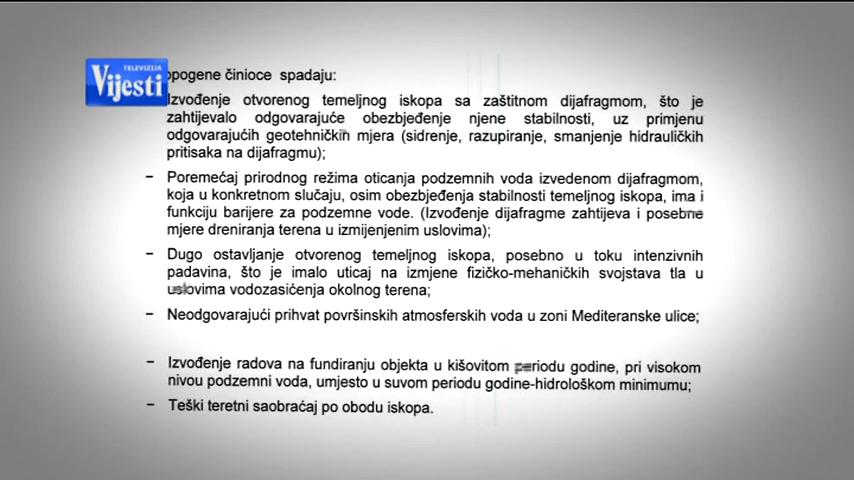 TELEVIZIJA
Vijesti
činioce spadaju:
Izvođenje otvorenog temeljnog iskopa sa zaštitnom dijafragmom, što je
zahtijevalo odgovarajuće obezbjeđenje njene stabilnosti, uz primjenu
odgovarajućih geotehničkih mjera (sidrenje, razupiranje, smanjenje hidrauličkih
pritisaka na dijafragmu);
– Poremećaj prirodnog režima oticanja podzemnih voda izvedenom dijafragmom,
koja u konkretnom slučaju, osim obezbjeđenja stabilnosti temeljnog iskopa, ima i
funkciju barijere za podzemne vode. (Izvođenje dijafragme zahtijeva i posebne
mjere dreniranja terena u izmijenjenim uslovima);
– Dugo ostavljanje otvorenog temeljnog iskopa, posebno u toku intenzivnih
padavina, što je imalo uticaj na izmjene fizičko-mehaničkih svojstava tla u
uslovima vodozasićenja okolnog terena;
– Neodgovarajući prihvat površinskih atmosferskih voda u zoni Mediteranske ulice;
– Izvođenje radova na fundiranju objekta u kišovitom periodu godine, pri visokom
nivou podzemni voda, umjesto u suvom periodu godine-hidrološkom minimumu;
– Teški teretni saobraćaj po obodu iskopa.